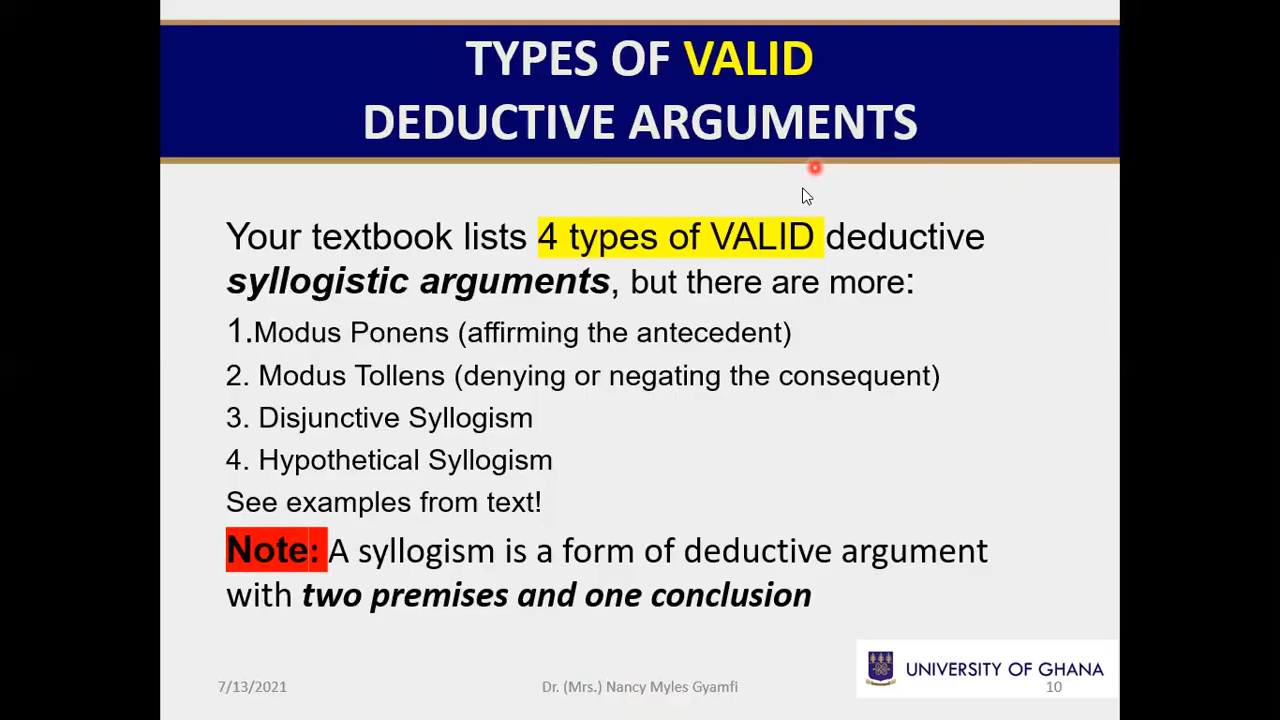 TYPES OF VALID
DEDUCTIVE ARGUMENTS
Your textbook lists 4 types of VALID deductive
syllogistic arguments, but there are more:
1.Modus Ponens (affirming the antecedent)
2. Modus Tollens (denying or negating the consequent)
3. Disjunctive Syllogism
4. Hypothetical Syllogism
See examples from text!
Note: A syllogism is a form of deductive argument
with two premises and one conclusion
UNIVERSITY OF GHANA
7/13/2021
Dr. (Mrs.) Nancy Myles Gyamfi
10